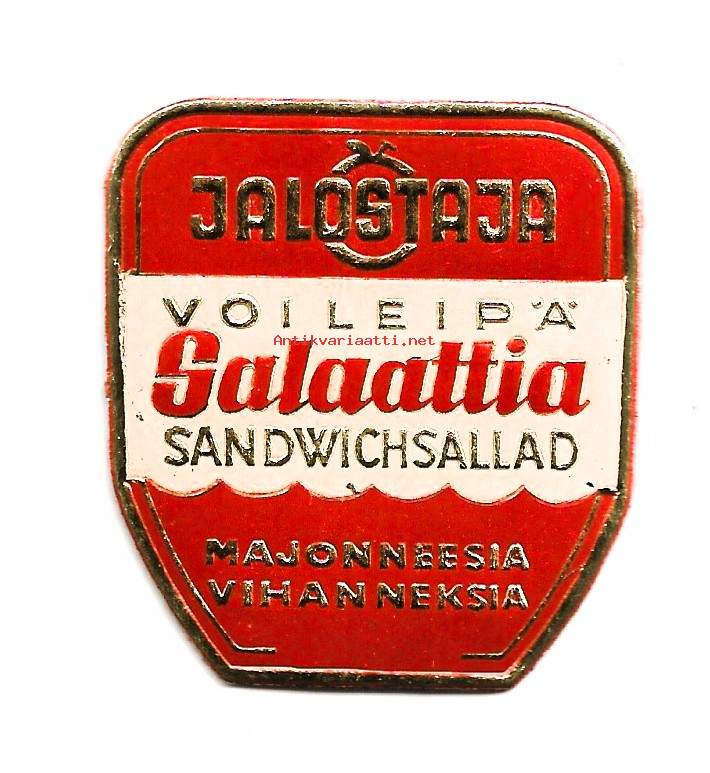 JALOSTAJA
VOILEIPÄ
Antikvariaatti.net
Salaattia
SANDWICHSALLAD
MAJONNEESIA
VIHANNEKSIA